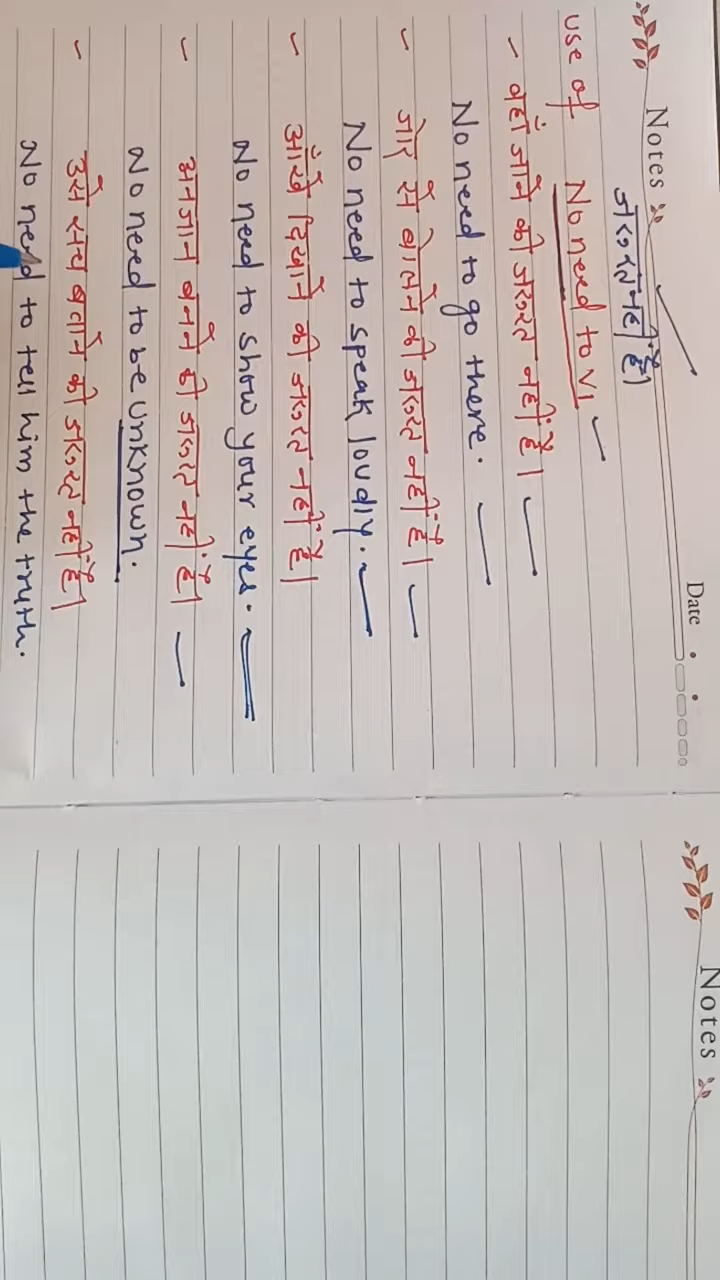 Notes
Date
जरूरत नहीं है।
use of No need to V1
वहाँ जाने की जरूरत नहीं है।
No need to go there.
जोर से बोलने की जरूरत नहीं है।
No need to speak loudly.
आँखें दिखाने की जरूरत नहीं है।
No need to show your eyes.
अनजान बनने की जरूरत नहीं है।
No need to be unknown.
उसे सच बताने की जरूरत नहीं है।
No need to tell him the truth.
Notes